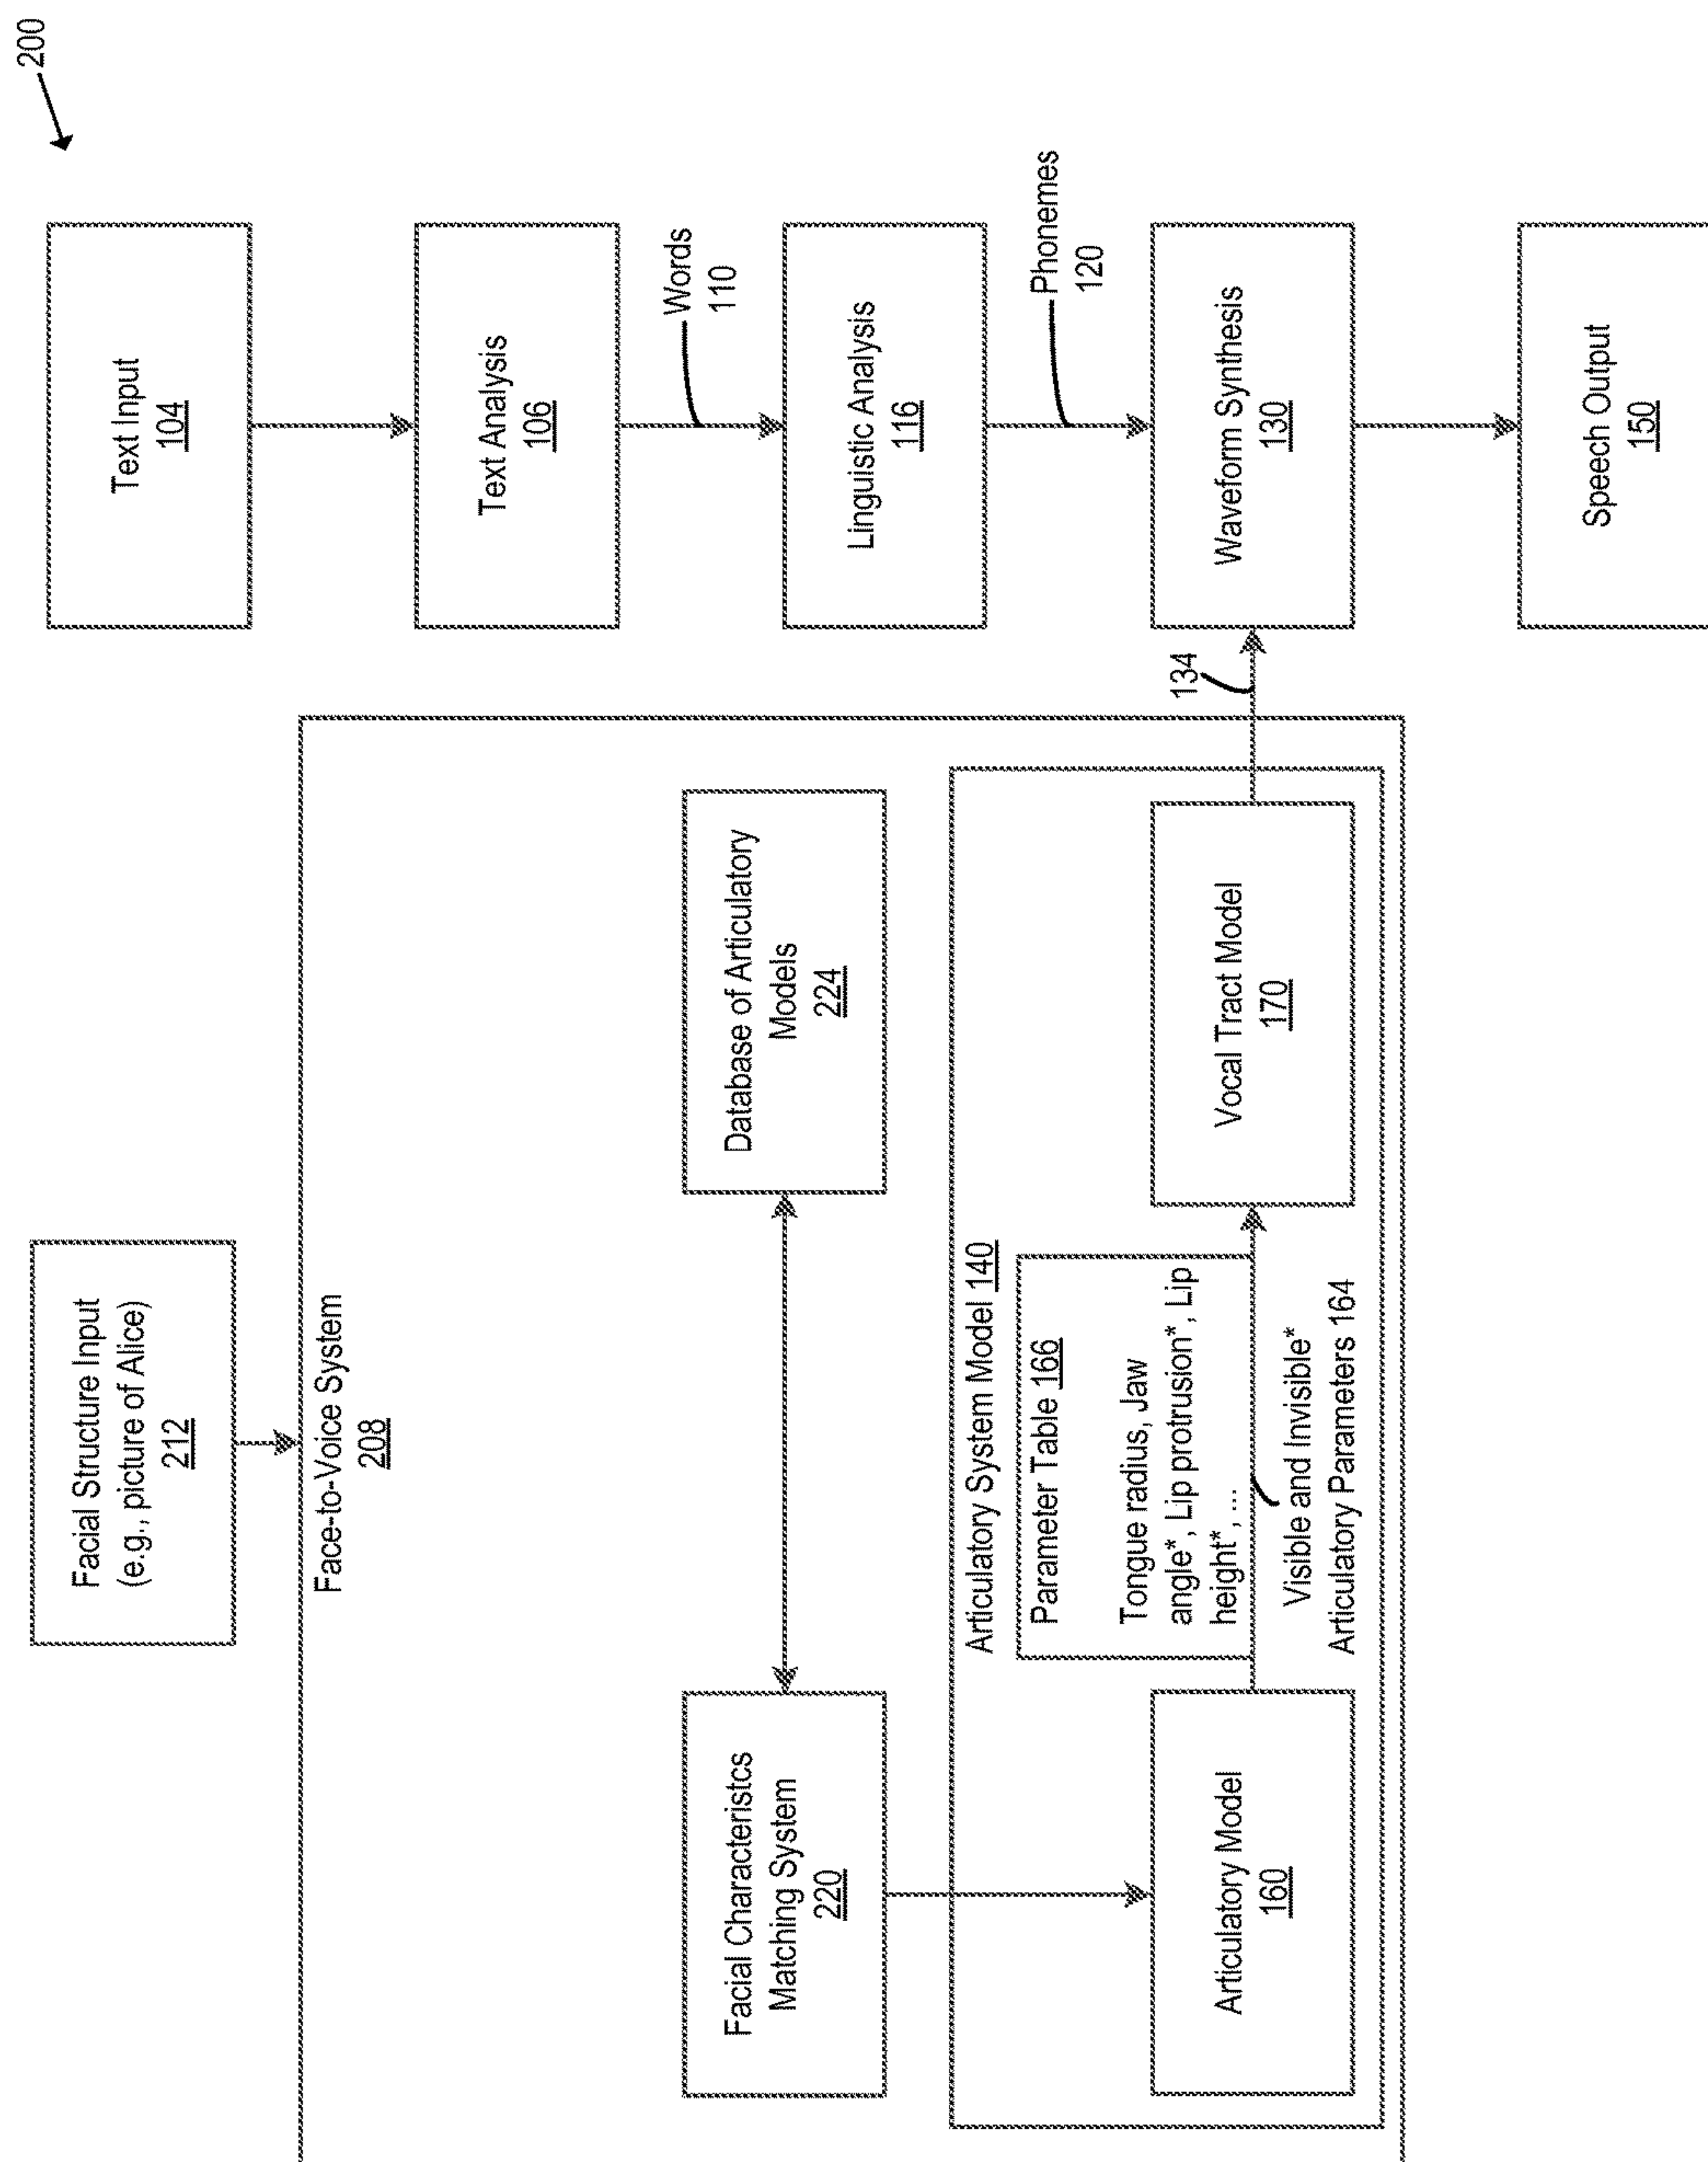 200
Text Input
104
Text Analysis
106
Words
110
Linguistic Analysis
116
Phonemes
120
Waveform Synthesis
130
Speech Output
150
134
Facial Structure Input
(e.g., picture of Alice)
212
Face-to-Voice System
208
Facial Characteristcs
Matching System
220
Database of Articulatory
Models
224
Articulatory System Model 140
Parameter Table 166
Tongue radius, Jaw
angle*, Lip protrusion*, Lip
height*, ...
Visible and Invisible*
Articulatory Parameters 164
Articulatory Model
160
Vocal Tract Model
170